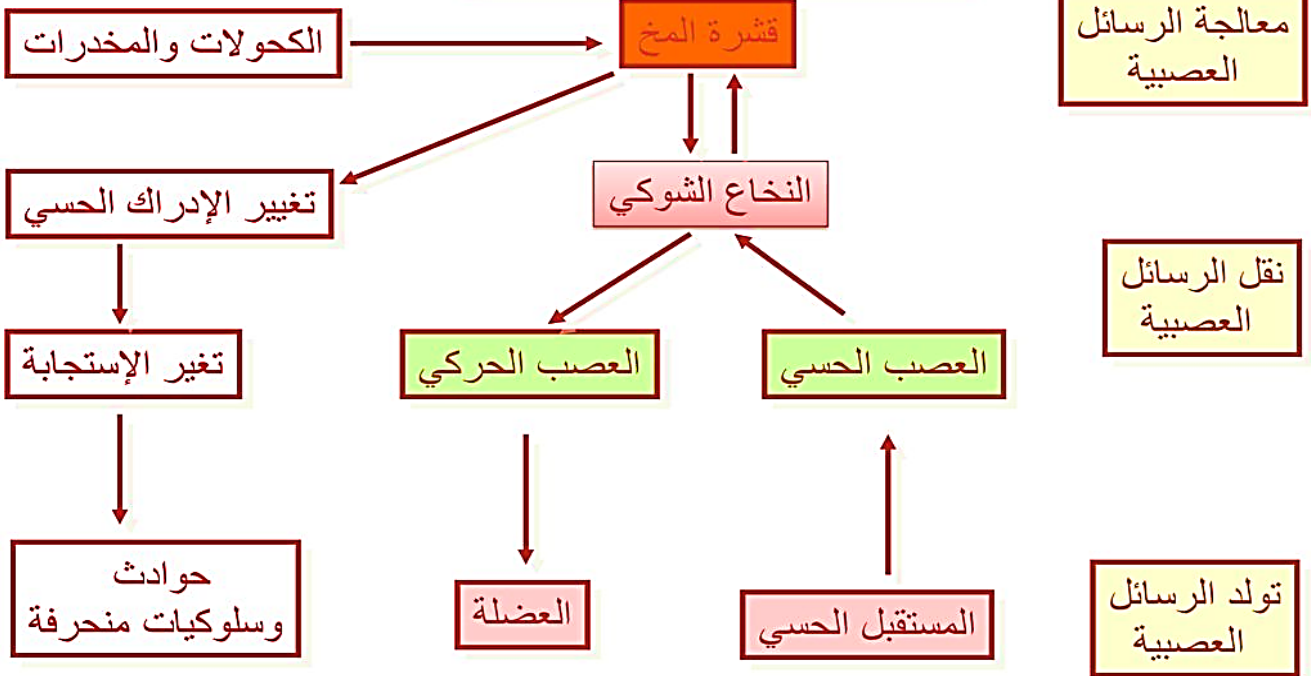 معالجة الرسائل
العصبية
قشرة المخ
الكحولات والمخدرات
النخاع الشوكي
تغيير الإدراك الحسي
نقل الرسائل
العصبية
العصب الحسي
العصب الحركي
تغير الإستجابة
تولد الرسائل
العصبية
المستقبل الحسي
العضلة
حوادث
وسلوكيات منحرفة